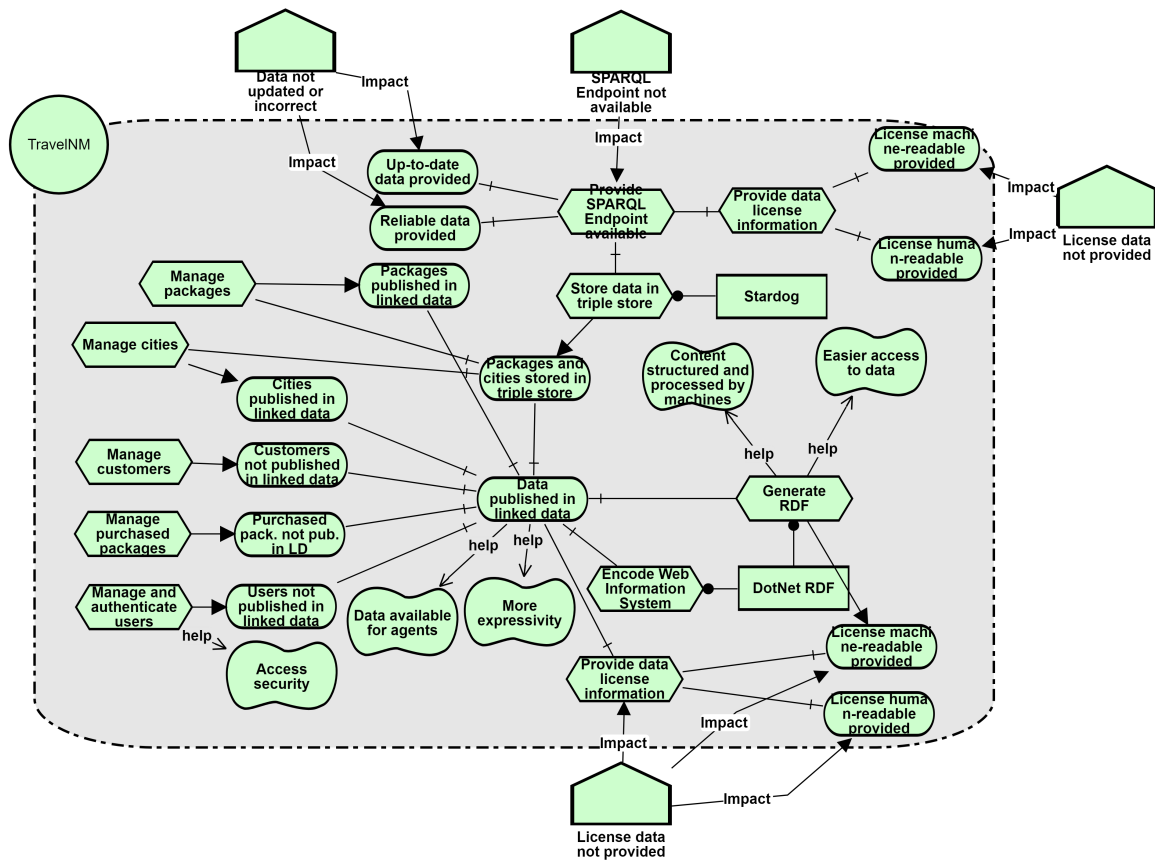 Data not
updated or
incorrect
Impact
Impact
SPARQL
Endpoint not
available
Impact
TravelNM
Up-to-date
data provided
Reliable data
provided
Provide
SPARQL
Endpoint
available
Provide data
license
information
License machi
ne-readable
provided
License huma
n-readable
provided
Impact
Impact
License data
not provided
Manage
packages
Packages
published in
linked data
Store data in
triple store
Stardog
Manage cities
Cities
published in
linked data
Packages and
cities stored in
triple store
Content
structured and
processed by
machines
Easier access
to data
help
help
Manage
customers
Customers
not published
in linked data
Data
published in
linked data
Generate
RDF
Manage
purchased
packages
Purchased
pack. not pub.
in LD
help
help
Manage and
authenticate
users
Users not
published in
linked data
help
Access
security
Data available
for agents
More
expressivity
Encode Web
Information
System
DotNet RDF
Provide data
license
information
License machi
ne-readable
provided
License huma
n-readable
provided
Impact
Impact
Impact
License data
not provided